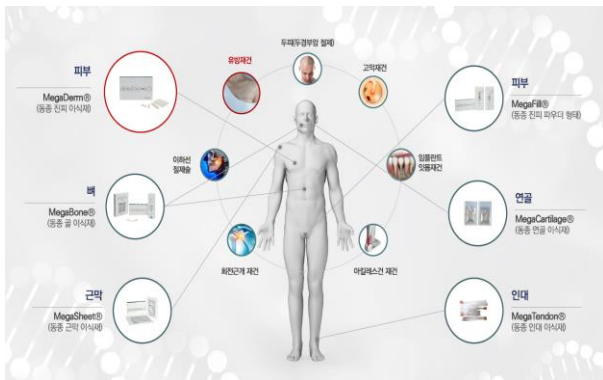 두피(두경부암 절제)
유방재건
고막재건
피부
MegaDerm®
(동종 진피 이식재)
피부
MegaFill®
(동종 진피 파우더 형태)
이하선
절제술
임플란트
잇몸재건
뼈
MegaBone®
(동종 골 이식재)
연골
MegaCartilage®
(동종 연골 이식재)
회전근개 재건
아킬레스건 재건
근막
MegaSheet®
(동종 근막 이식재)
인대
MegaTendon®
(동종 인대 이식재)